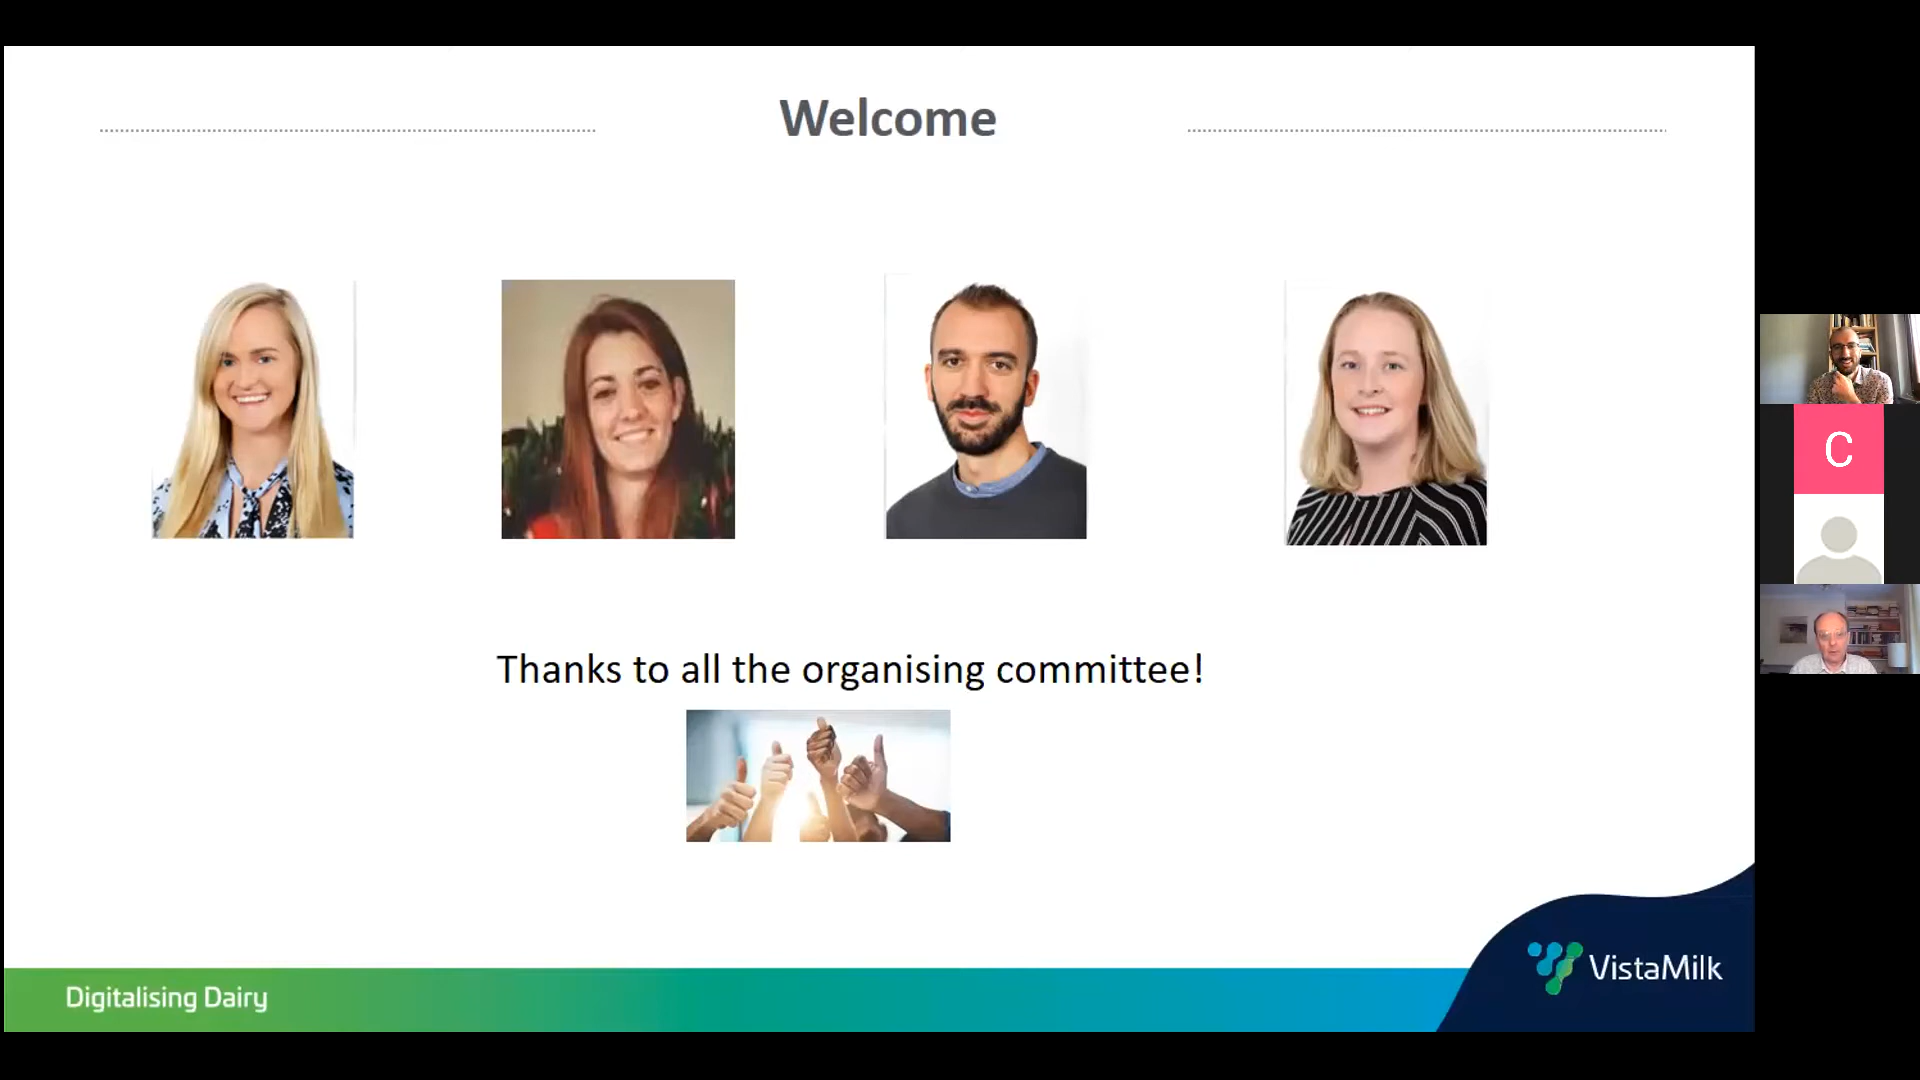 Welcome
C
Thanks to all the organising committee!
Digitalising Dairy
VistaMilk